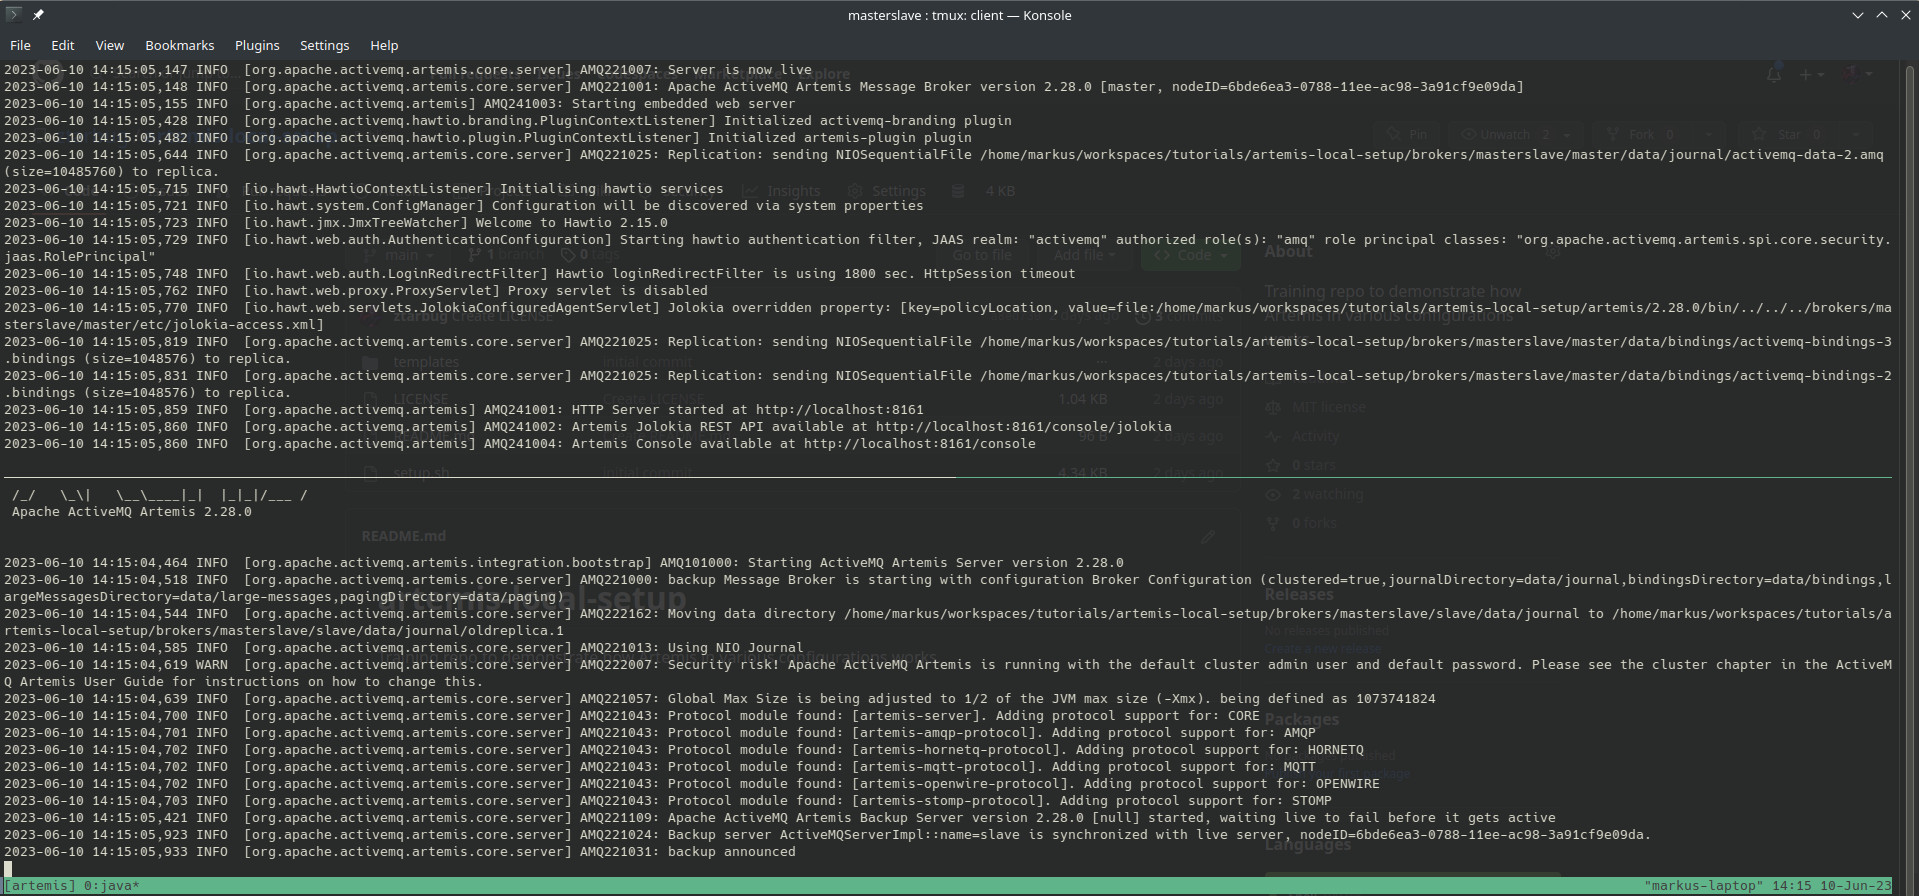 masterslave : tmux: client — Konsole
File Edit View Bookmarks Plugins Settings Help
2023-06-10 14:15:05,147 INFO  [org.apache.activemq.artemis.core.server] AMQ221007: Server is now live
2023-06-10 14:15:05,148 INFO  [org.apache.activemq.artemis.core.server] AMQ221001: Apache ActiveMQ Artemis Message Broker version 2.28.0 [master, nodeID=6bde6ea3-0788-11ee-ac98-3a91cf9e09da]
2023-06-10 14:15:05,155 INFO  [org.apache.activemq.artemis] AMQ241003: Starting embedded web server
2023-06-10 14:15:05,428 INFO  [org.apache.activemq.hawtio.branding.PluginContextListener] Initialized activemq-branding plugin
2023-06-10 14:15:05,482 INFO  [org.apache.activemq.hawtio.plugin.PluginContextListener] Initialized artemis-plugin plugin
2023-06-10 14:15:05,644 INFO  [org.apache.activemq.artemis.core.server] AMQ221025: Replication: sending NIOSequentialFile /home/markus/workspaces/tutorials/artemis-local-setup/brokers/masterslave/master/data/journal/activemq-data-2.amq
(size=10485760) to replica.
2023-06-10 14:15:05,715 INFO  [io.hawt.HawtioContextListener] Initialising hawtio services
2023-06-10 14:15:05,721 INFO  [io.hawt.system.ConfigManager] Configuration will be discovered via system properties
2023-06-10 14:15:05,723 INFO  [io.hawt.jmx.JmxTreeWatcher] Welcome to Hawtio 2.15.0
2023-06-10 14:15:05,729 INFO  [io.hawt.web.auth.AuthenticationConfiguration] Starting hawtio authentication filter, JAAS realm: "activemq" authorized role(s): "amq" role principal classes: "org.apache.activemq.artemis.spi.core.security.
jaas.RolePrincipal"
2023-06-10 14:15:05,748 INFO  [io.hawt.web.auth.LoginRedirectFilter] Hawtio loginRedirectFilter is using 1800 sec. HttpSession timeout
2023-06-10 14:15:05,762 INFO  [io.hawt.web.proxy.ProxyServlet] Proxy servlet is disabled
2023-06-10 14:15:05,770 INFO  [io.hawt.web.servlets.JolokiaConfiguredAgentServlet] Jolokia overridden property: [key=policyLocation, value=file:/home/markus/workspaces/tutorials/artemis-local-setup/artemis/2.28.0/bin/../../../brokers/ma
sterslave/master/etc/jolokia-access.xml]
2023-06-10 14:15:05,819 INFO  [org.apache.activemq.artemis.core.server] AMQ221025: Replication: sending NIOSequentialFile /home/markus/workspaces/tutorials/artemis-local-setup/brokers/masterslave/master/data/bindings/activemq-bindings-3
.bindings (size=1048576) to replica.
2023-06-10 14:15:05,831 INFO  [org.apache.activemq.artemis.core.server] AMQ221025: Replication: sending NIOSequentialFile /home/markus/workspaces/tutorials/artemis-local-setup/brokers/masterslave/master/data/bindings/activemq-bindings-2
.bindings (size=1048576) to replica.
2023-06-10 14:15:05,859 INFO  [org.apache.activemq.artemis] AMQ241001: HTTP Server started at http://localhost:8161
2023-06-10 14:15:05,860 INFO  [org.apache.activemq.artemis] AMQ241002: Artemis Jolokia REST API available at http://localhost:8161/console/jolokia
2023-06-10 14:15:05,860 INFO  [org.apache.activemq.artemis] AMQ241004: Artemis Console available at http://localhost:8161/console
 /_/   \_\|   \__\____|_|  |_|_|/___ /
 Apache ActiveMQ Artemis 2.28.0
2023-06-10 14:15:04,464 INFO  [org.apache.activemq.artemis.integration.bootstrap] AMQ101000: Starting ActiveMQ Artemis Server version 2.28.0
2023-06-10 14:15:04,518 INFO  [org.apache.activemq.artemis.core.server] AMQ221000: backup Message Broker is starting with configuration Broker Configuration (clustered=true,journalDirectory=data/journal,bindingsDirectory=data/bindings,l
argeMessagesDirectory=data/large-messages,pagingDirectory=data/paging)
2023-06-10 14:15:04,544 INFO  [org.apache.activemq.artemis.core.server] AMQ222162: Moving data directory /home/markus/workspaces/tutorials/artemis-local-setup/brokers/masterslave/slave/data/journal to /home/markus/workspaces/tutorials/a
rtemis-local-setup/brokers/masterslave/slave/data/journal/oldreplica.1
2023-06-10 14:15:04,585 INFO  [org.apache.activemq.artemis.core.server] AMQ221013: Using NIO Journal
2023-06-10 14:15:04,619 WARN  [org.apache.activemq.artemis.core.server] AMQ222007: Security risk! Apache ActiveMQ Artemis is running with the default cluster admin user and default password. Please see the cluster chapter in the ActiveM
Q Artemis User Guide for instructions on how to change this.
2023-06-10 14:15:04,639 INFO  [org.apache.activemq.artemis.core.server] AMQ221057: Global Max Size is being adjusted to 1/2 of the JVM max size (-Xmx). being defined as 1073741824
2023-06-10 14:15:04,700 INFO  [org.apache.activemq.artemis.core.server] AMQ221043: Protocol module found: [artemis-server]. Adding protocol support for: CORE
2023-06-10 14:15:04,701 INFO  [org.apache.activemq.artemis.core.server] AMQ221043: Protocol module found: [artemis-amqp-protocol]. Adding protocol support for: AMQP
2023-06-10 14:15:04,702 INFO  [org.apache.activemq.artemis.core.server] AMQ221043: Protocol module found: [artemis-hornetq-protocol]. Adding protocol support for: HORNETQ
2023-06-10 14:15:04,702 INFO  [org.apache.activemq.artemis.core.server] AMQ221043: Protocol module found: [artemis-mqtt-protocol]. Adding protocol support for: MQTT
2023-06-10 14:15:04,702 INFO  [org.apache.activemq.artemis.core.server] AMQ221043: Protocol module found: [artemis-openwire-protocol]. Adding protocol support for: OPENWIRE
2023-06-10 14:15:04,703 INFO  [org.apache.activemq.artemis.core.server] AMQ221043: Protocol module found: [artemis-stomp-protocol]. Adding protocol support for: STOMP
2023-06-10 14:15:05,421 INFO  [org.apache.activemq.artemis.core.server] AMQ221109: Apache ActiveMQ Artemis Backup Server version 2.28.0 [null] started, waiting live to fail before it gets active
2023-06-10 14:15:05,923 INFO  [org.apache.activemq.artemis.core.server] AMQ221024: Backup server ActiveMQServerImpl::name=slave is synchronized with live server, nodeID=6bde6ea3-0788-11ee-ac98-3a91cf9e09da.
2023-06-10 14:15:05,933 INFO  [org.apache.activemq.artemis.core.server] AMQ221031: backup announced
[artemis] 0:java* "markus-laptop" 14:15 10-Jun-23